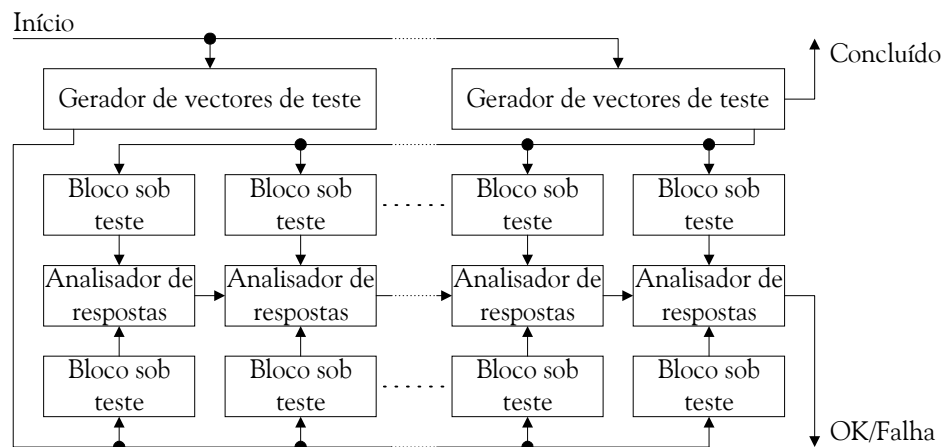 Início
Concluído
Gerador de vectores de teste
Gerador de vectores de teste
Bloco sob
teste
Bloco sob
teste
Bloco sob
teste
Bloco sob
teste
Analisador de
respostas
Analisador de
respostas
Analisador de
respostas
Analisador de
respostas
Bloco sob
teste
Bloco sob
teste
Bloco sob
teste
Bloco sob
teste
OK/Falha